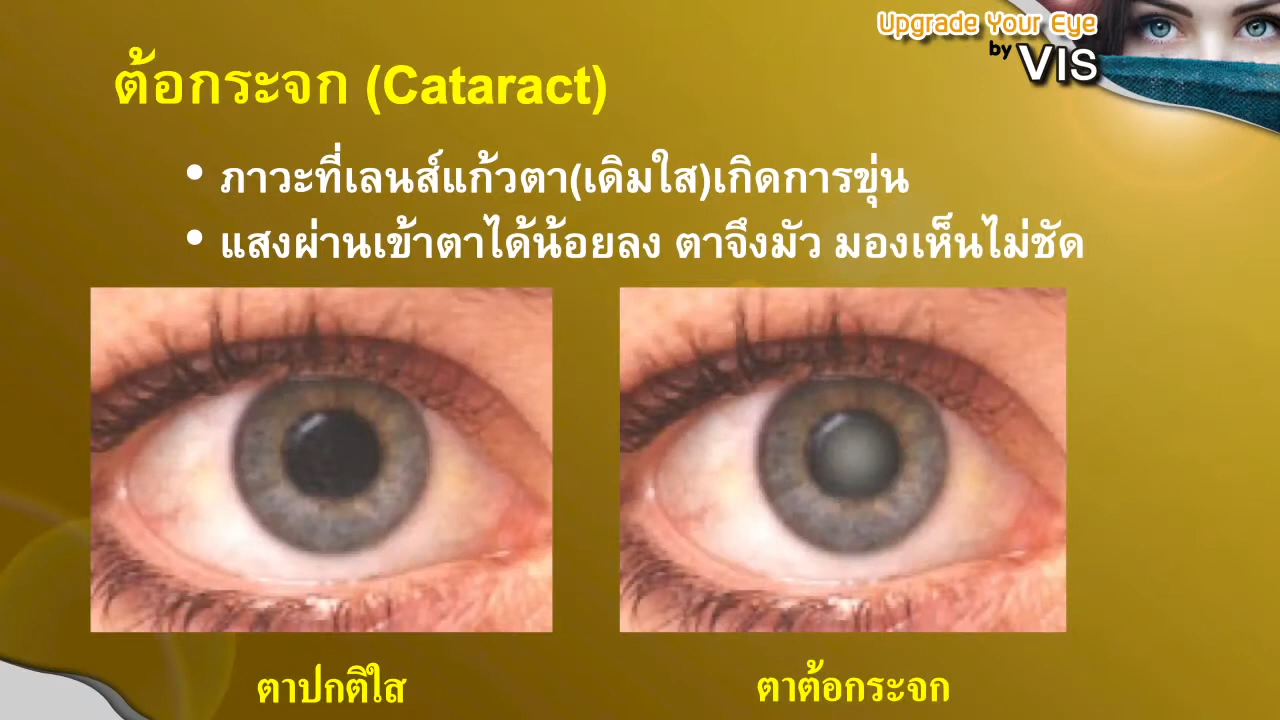 Upgrade Your Eye
by VIS
ต้อกระจก (Cataract)
• ภาวะที่เลนส์แก้วตา(เดิมใส)เกิดการขุ่น
• แสงผ่านเข้าตาได้น้อยลง ตาจึงมัว มองเห็นไม่ชัด
ตาปกติใส
ตาต้อกระจก